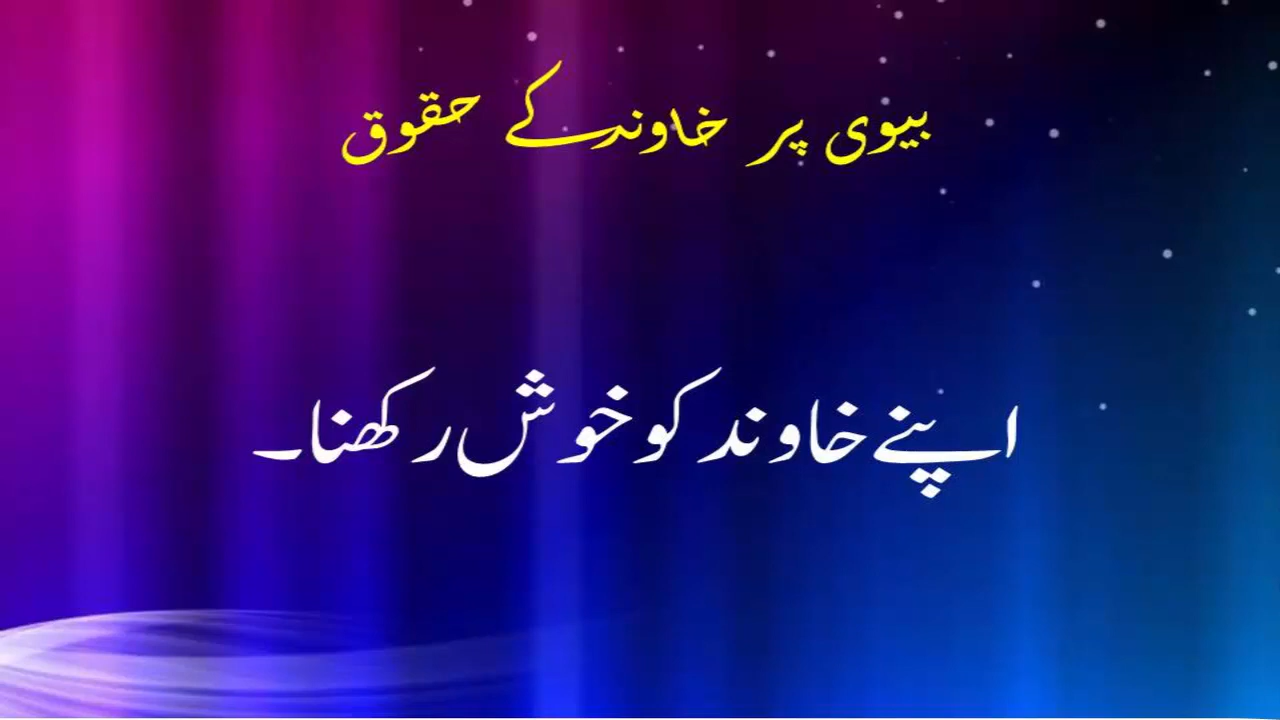 بیوی پر خاوند کے حقوق
اپنے خاوند کو خوش رکھنا۔